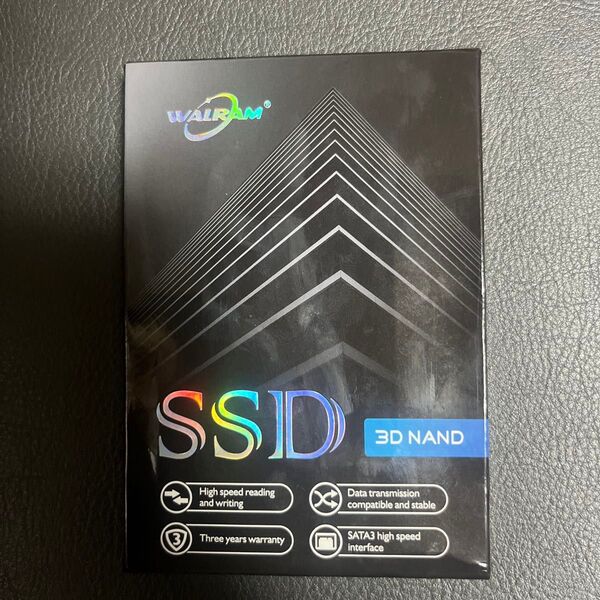 WALRAM®
SSD
3D NAND
High speed reading
and writing
Data transmission
compatible and stable
3
Three years warranty
SATA3 high speed
interface